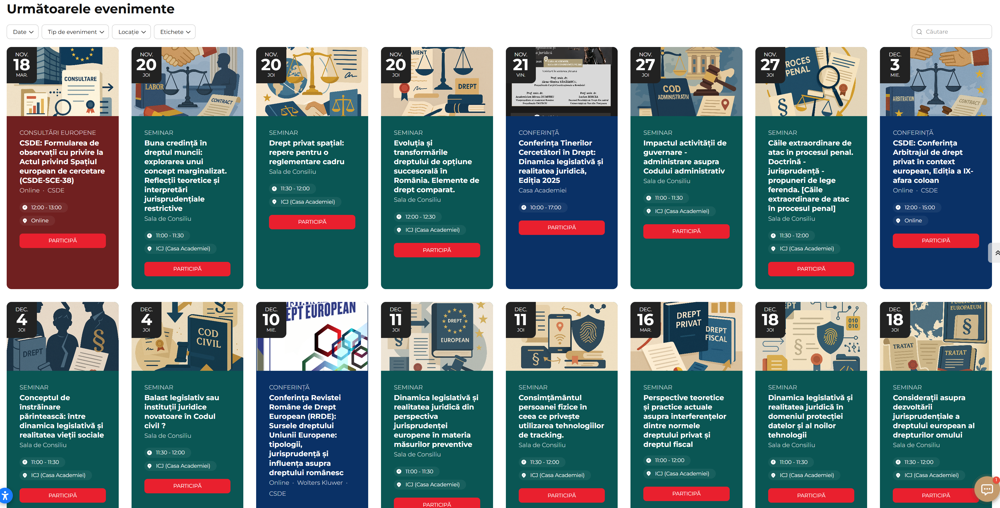 Următoarele evenimente
Date
Tip de eveniment
Locație
Etichete
Căutare
NOV.
18
MAR.
CONSULTARE
CONSULTĂRI EUROPENE
CSDE: Formularea de
observații cu privire la
Actul privind Spațiul
european de cercetare
(CSDE-SCE-38)
Online · CSDE
12:00 - 13:00
Online
PARTICIPĂ
NOV.
20
JOI
LABOR
CONTRACT
SEMINAR
Buna credință în
dreptul muncii:
explorarea unui
concept marginalizat.
Reflecții teoretice și
interpretări
jurisprudențiale
restrictive
Sala de Consiliu
11:00 - 11:30
ICJ (Casa Academiei)
PARTICIPĂ
NOV.
20
JOI
SEMINAR
Drept privat spațial:
repere pentru o
reglementare cadru
Sala de Consiliu
11:30 - 12:00
ICJ (Casa Academiei)
PARTICIPĂ
NOV.
20
JOI
AMENT
DREPT
SEMINAR
Evoluția și
transformările
dreptului de opțiune
succesorală în
România. Elemente de
drept comparat.
Sala de Consiliu
12:00 - 12:30
ICJ (Casa Academiei)
PARTICIPĂ
NOV.
21
VIN.
a juridică
2025
CASA ACADEMIEI,
SALA DE CONFERINȚĂ P2.388
Vorbitori în sesiunea plenară
Prof. univ. dr.
Elena-Simina TĂNĂSESCU,
Președintele Curții Constituționale a României
Prof. univ. dr.
Academician Mircea DUMITRU
Vicepreședinte al Academiei Române
Președintele CNATDCU
Prof. univ. dr.
Lucian BERCEA
Decanul Facultății de Drept din cadrul
Universității de Vest din Timișoara
CONFERINȚĂ
Conferința Tinerilor
Cercetători în Drept:
Dinamica legislativă și
realitatea juridică,
Ediția 2025
Casa Academiei
10:00 - 17:00
PARTICIPĂ
NOV.
27
JOI
COD
ADMINISTRATIV
SEMINAR
Impactul activității de
guvernare -
administrare asupra
Codului administrativ
Sala de Consiliu
11:00 - 11:30
ICJ (Casa Academiei)
PARTICIPĂ
NOV.
27
JOI
ROCES
PENAL
§
SEMINAR
Căile extraordinare de
atac în procesul penal.
Doctrină -
jurisprudență -
propuneri de lege
ferenda. [Căile
extraordinare de atac
în procesul penal]
Sala de Consiliu
11:30 - 12:00
ICJ (Casa Academiei)
PARTICIPĂ
DEC.
3
MIE.
ARBITRATION
CONTRACT
CONFERINȚĂ
CSDE: Conferința
Arbitrajul de drept
privat în context
european, Ediția a IX-
afara coloan
Online · CSDE
12:00 - 15:00
Online
PARTICIPĂ
DEC.
4
JOI
DREPT
§
SEMINAR
Conceptul de
înstrăinare
părintească: între
dinamica legislativă și
realitatea vieții sociale
Sala de Consiliu
11:00 - 11:30
ICJ (Casa Academiei)
PARTICIPĂ
DEC.
4
JOI
§
COD
CIVIL
SEMINAR
Balast legislativ sau
instituții juridice
novatoare în Codul
civil ?
Sala de Consiliu
11:30 - 12:00
ICJ (Casa Academiei)
PARTICIPĂ
DEC.
10
MIE.
EPT EUROPEAN
CONFERINȚĂ
Conferința Revistei
Române de Drept
European (RRDE):
Sursele dreptului
Uniunii Europene:
tipologii,
jurisprudență și
influența asupra
dreptului românesc
Online · Wolters Kluwer ·
CSDE
DEC.
11
JOI
§
DREPT
EUROPEAN
SEMINAR
Dinamica legislativă și
realitatea juridică din
perspectiva
jurisprudenței
europene în materia
măsurilor preventive
Sala de Consiliu
11:00 - 11:30
ICJ (Casa Academiei)
PARTICIPĂ
DEC.
11
JOI
§
SEMINAR
Consimțământul
persoanei fizice în
ceea ce privește
utilizarea tehnologiilor
de tracking.
Sala de Consiliu
11:30 - 12:00
ICJ (Casa Academiei)
PARTICIPĂ
DEC.
16
MAR.
DREPT
PRIVAT
DREPT
FISCAL
SEMINAR
Perspective teoretice
și practice actuale
asupra interferențelor
dintre normele
dreptului privat și
dreptul fiscal
Sala de Consiliu
11:00 - 12:00
ICJ (Casa Academiei)
PARTICIPĂ
DEC.
18
JOI
EPT
§
010
010
</>
SEMINAR
Dinamica legislativă și
realitatea juridică în
domeniul protecției
datelor și al noilor
tehnologii
Sala de Consiliu
11:00 - 11:30
ICJ (Casa Academiei)
PARTICIPĂ
DEC.
18
JOI
EUROPAEUM
§
TRATAT
TRATAT
SEMINAR
Considerații asupra
dezvoltării
jurisprudențiale a
dreptului european al
drepturilor omului
Sala de Consiliu
11:30 - 12:00
ICJ (Casa Academiei)
PARTICIPĂ
1